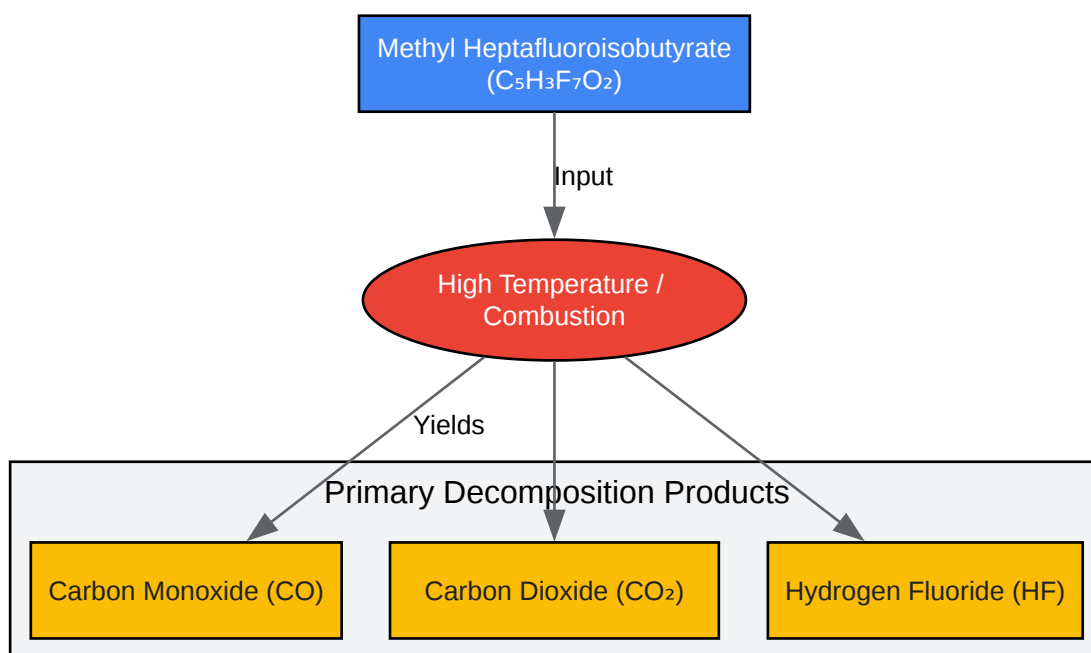 Methyl Heptafluoroisobutyrate
(C₅H₃F₇O₂)
Input
High Temperature /
Combustion
Yields
Primary Decomposition Products
Carbon Monoxide (CO)
Carbon Dioxide (CO₂)
Hydrogen Fluoride (HF)